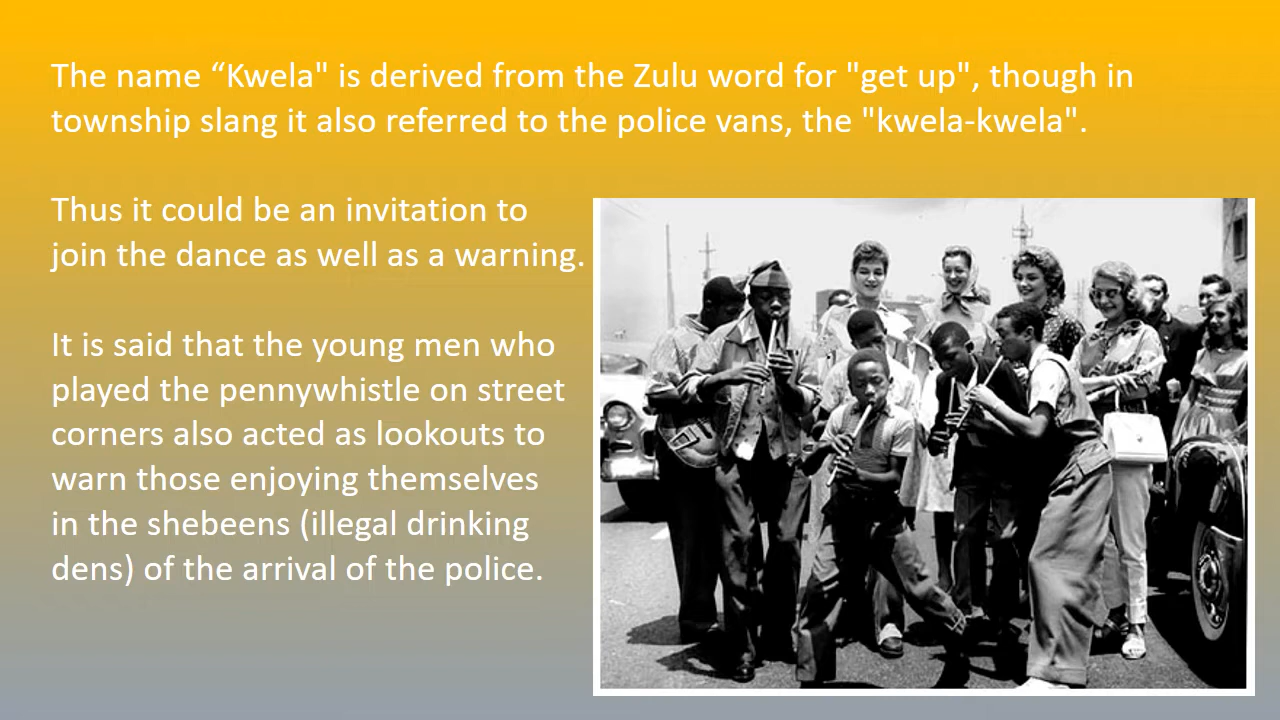 The name “Kwela" is derived from the Zulu word for "get up", though in
township slang it also referred to the police vans, the "kwela-kwela".
Thus it could be an invitation to
join the dance as well as a warning.
It is said that the young men who
played the pennywhistle on street
corners also acted as lookouts to
warn those enjoying themselves
in the shebeens (illegal drinking
dens) of the arrival of the police.